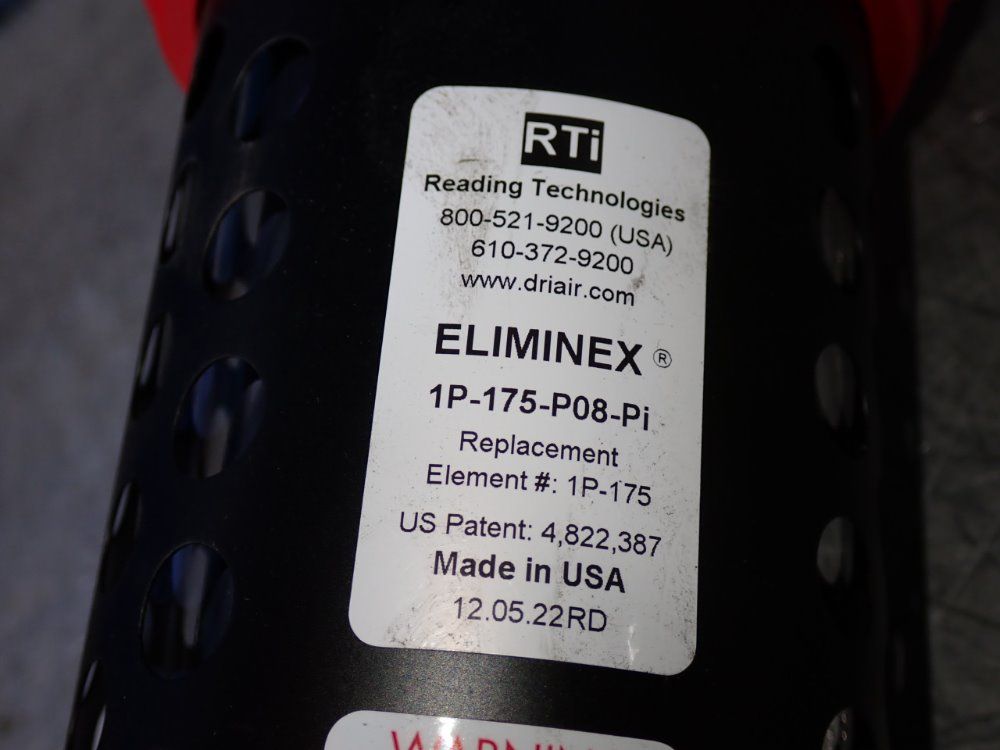 RTi
Reading Technologies
800-521-9200 (USA)
610-372-9200
www.driair.com
ELIMINEX ®
1P-175-P08-Pi
Replacement
Element #: 1P-175
US Patent: 4,822,387
Made in USA
12.05.22RD